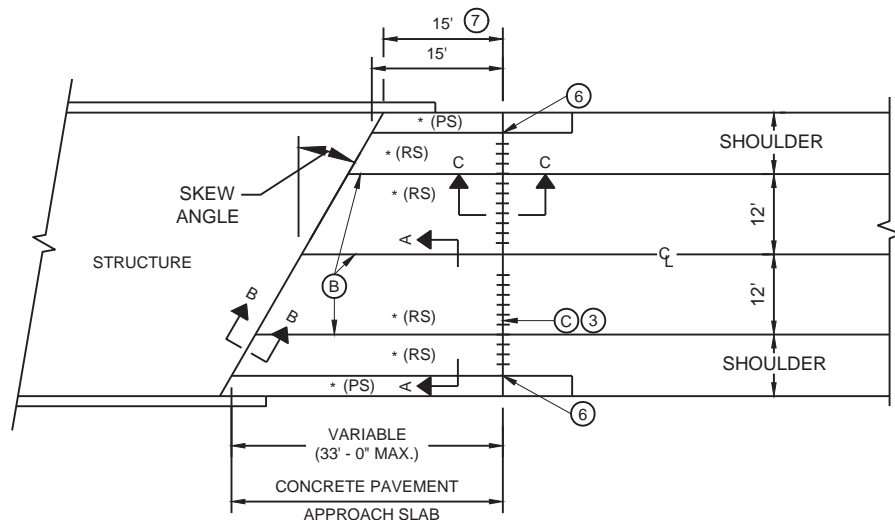 15' 7
15'
6
* (PS)
SHOULDER
* (RS)
C C
SKEW
ANGLE
* (RS)
12'
A
STRUCTURE
CL
B
12'
B
B
* (RS)
C 3
* (RS)
SHOULDER
* (PS)
A
6
VARIABLE
(33' - 0" MAX.)
CONCRETE PAVEMENT
APPROACH SLAB